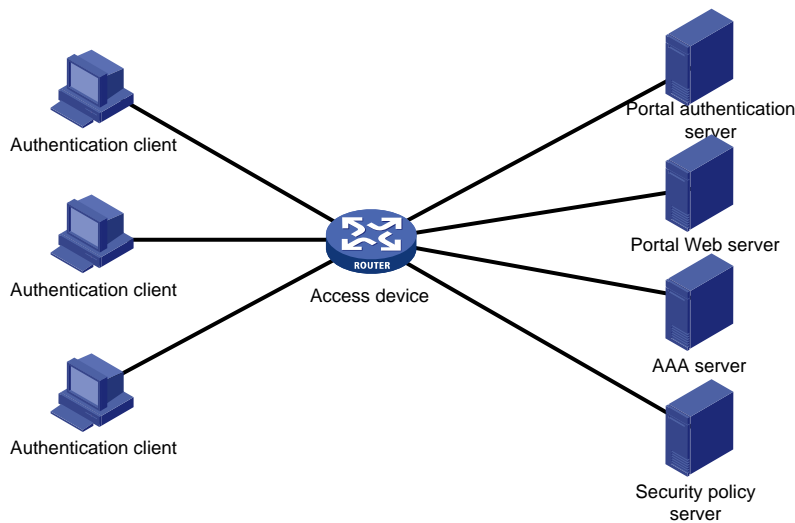 Authentication client
Authentication client
Authentication client
ROUTER
Access device
Portal authentication
server
Portal Web server
AAA server
Security policy
server